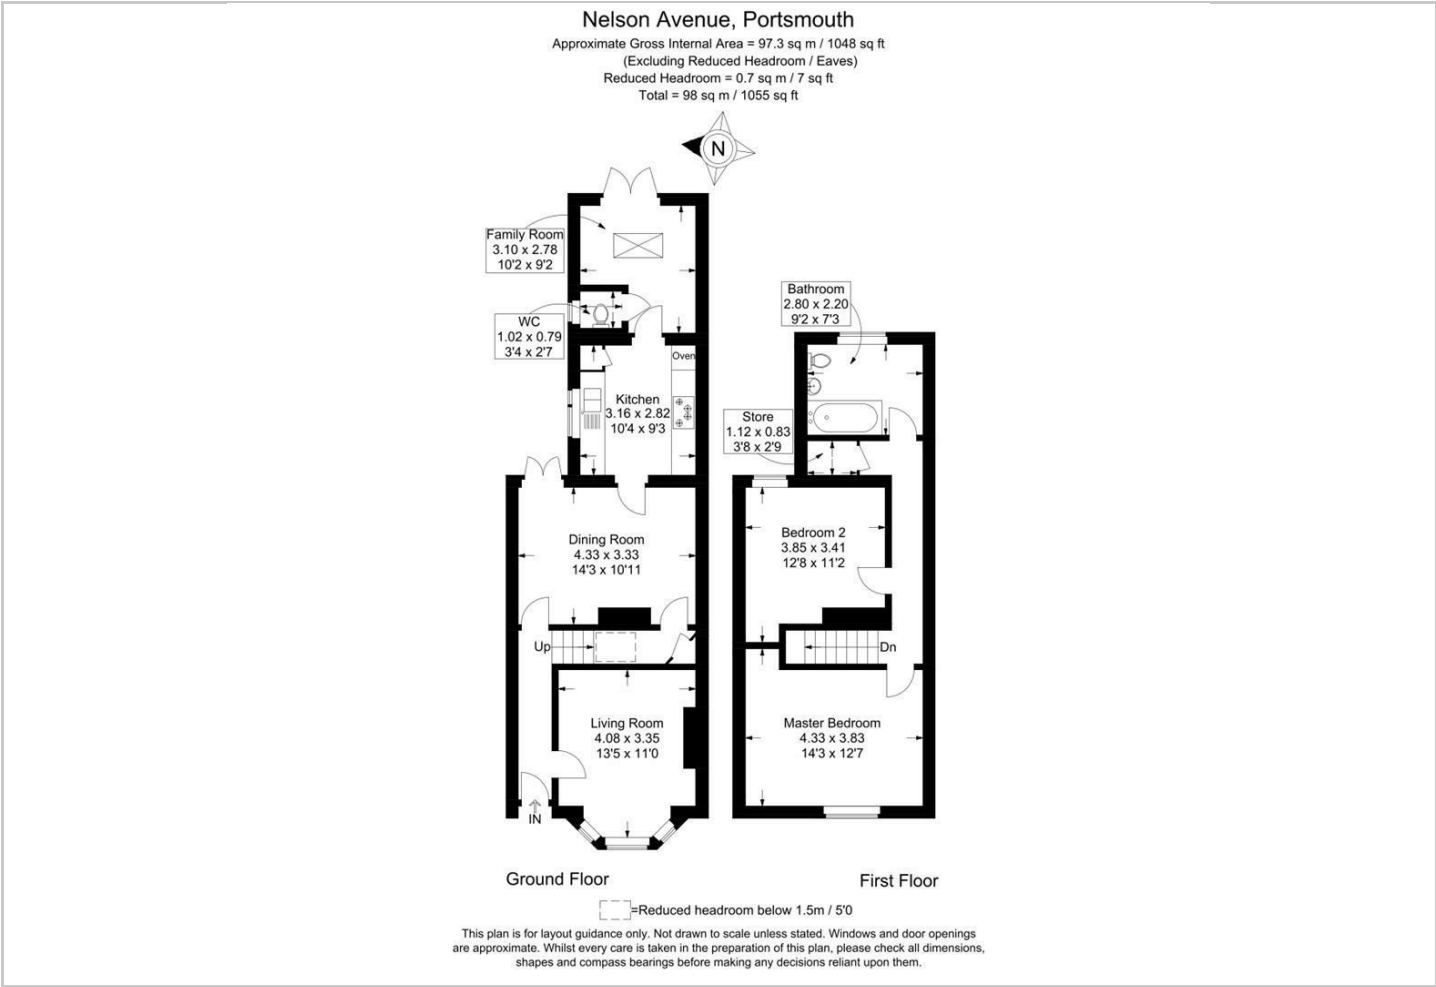 Nelson Avenue, Portsmouth
Approximate Gross Internal Area = 97.3 sq m / 1048 sq ft
(Excluding Reduced Headroom / Eaves)
Reduced Headroom = 0.7 sq m / 7 sq ft
Total = 98 sq m / 1055 sq ft
N
Family Room
3.10 x 2.78
10'2 x 9'2
WC
1.02 x 0.79
3'4 x 2'7
Oven
Kitchen
3.16 x 2.82
10'4 x 9'3
Dining Room
4.33 x 3.33
14'3 x 10'11
Up
Living Room
4.08 x 3.35
13'5 x 11'0
IN
Ground Floor
Bathroom
2.80 x 2.20
9'2 x 7'3
Store
1.12 x 0.83
3'8 x 2'9
Bedroom 2
3.85 x 3.41
12'8 x 11'2
Dn
Master Bedroom
4.33 x 3.83
14'3 x 12'7
First Floor
=Reduced headroom below 1.5m / 5'0
This plan is for layout guidance only. Not drawn to scale unless stated. Windows and door openings
are approximate. Whilst every care is taken in the preparation of this plan, please check all dimensions,
shapes and compass bearings before making any decisions reliant upon them.